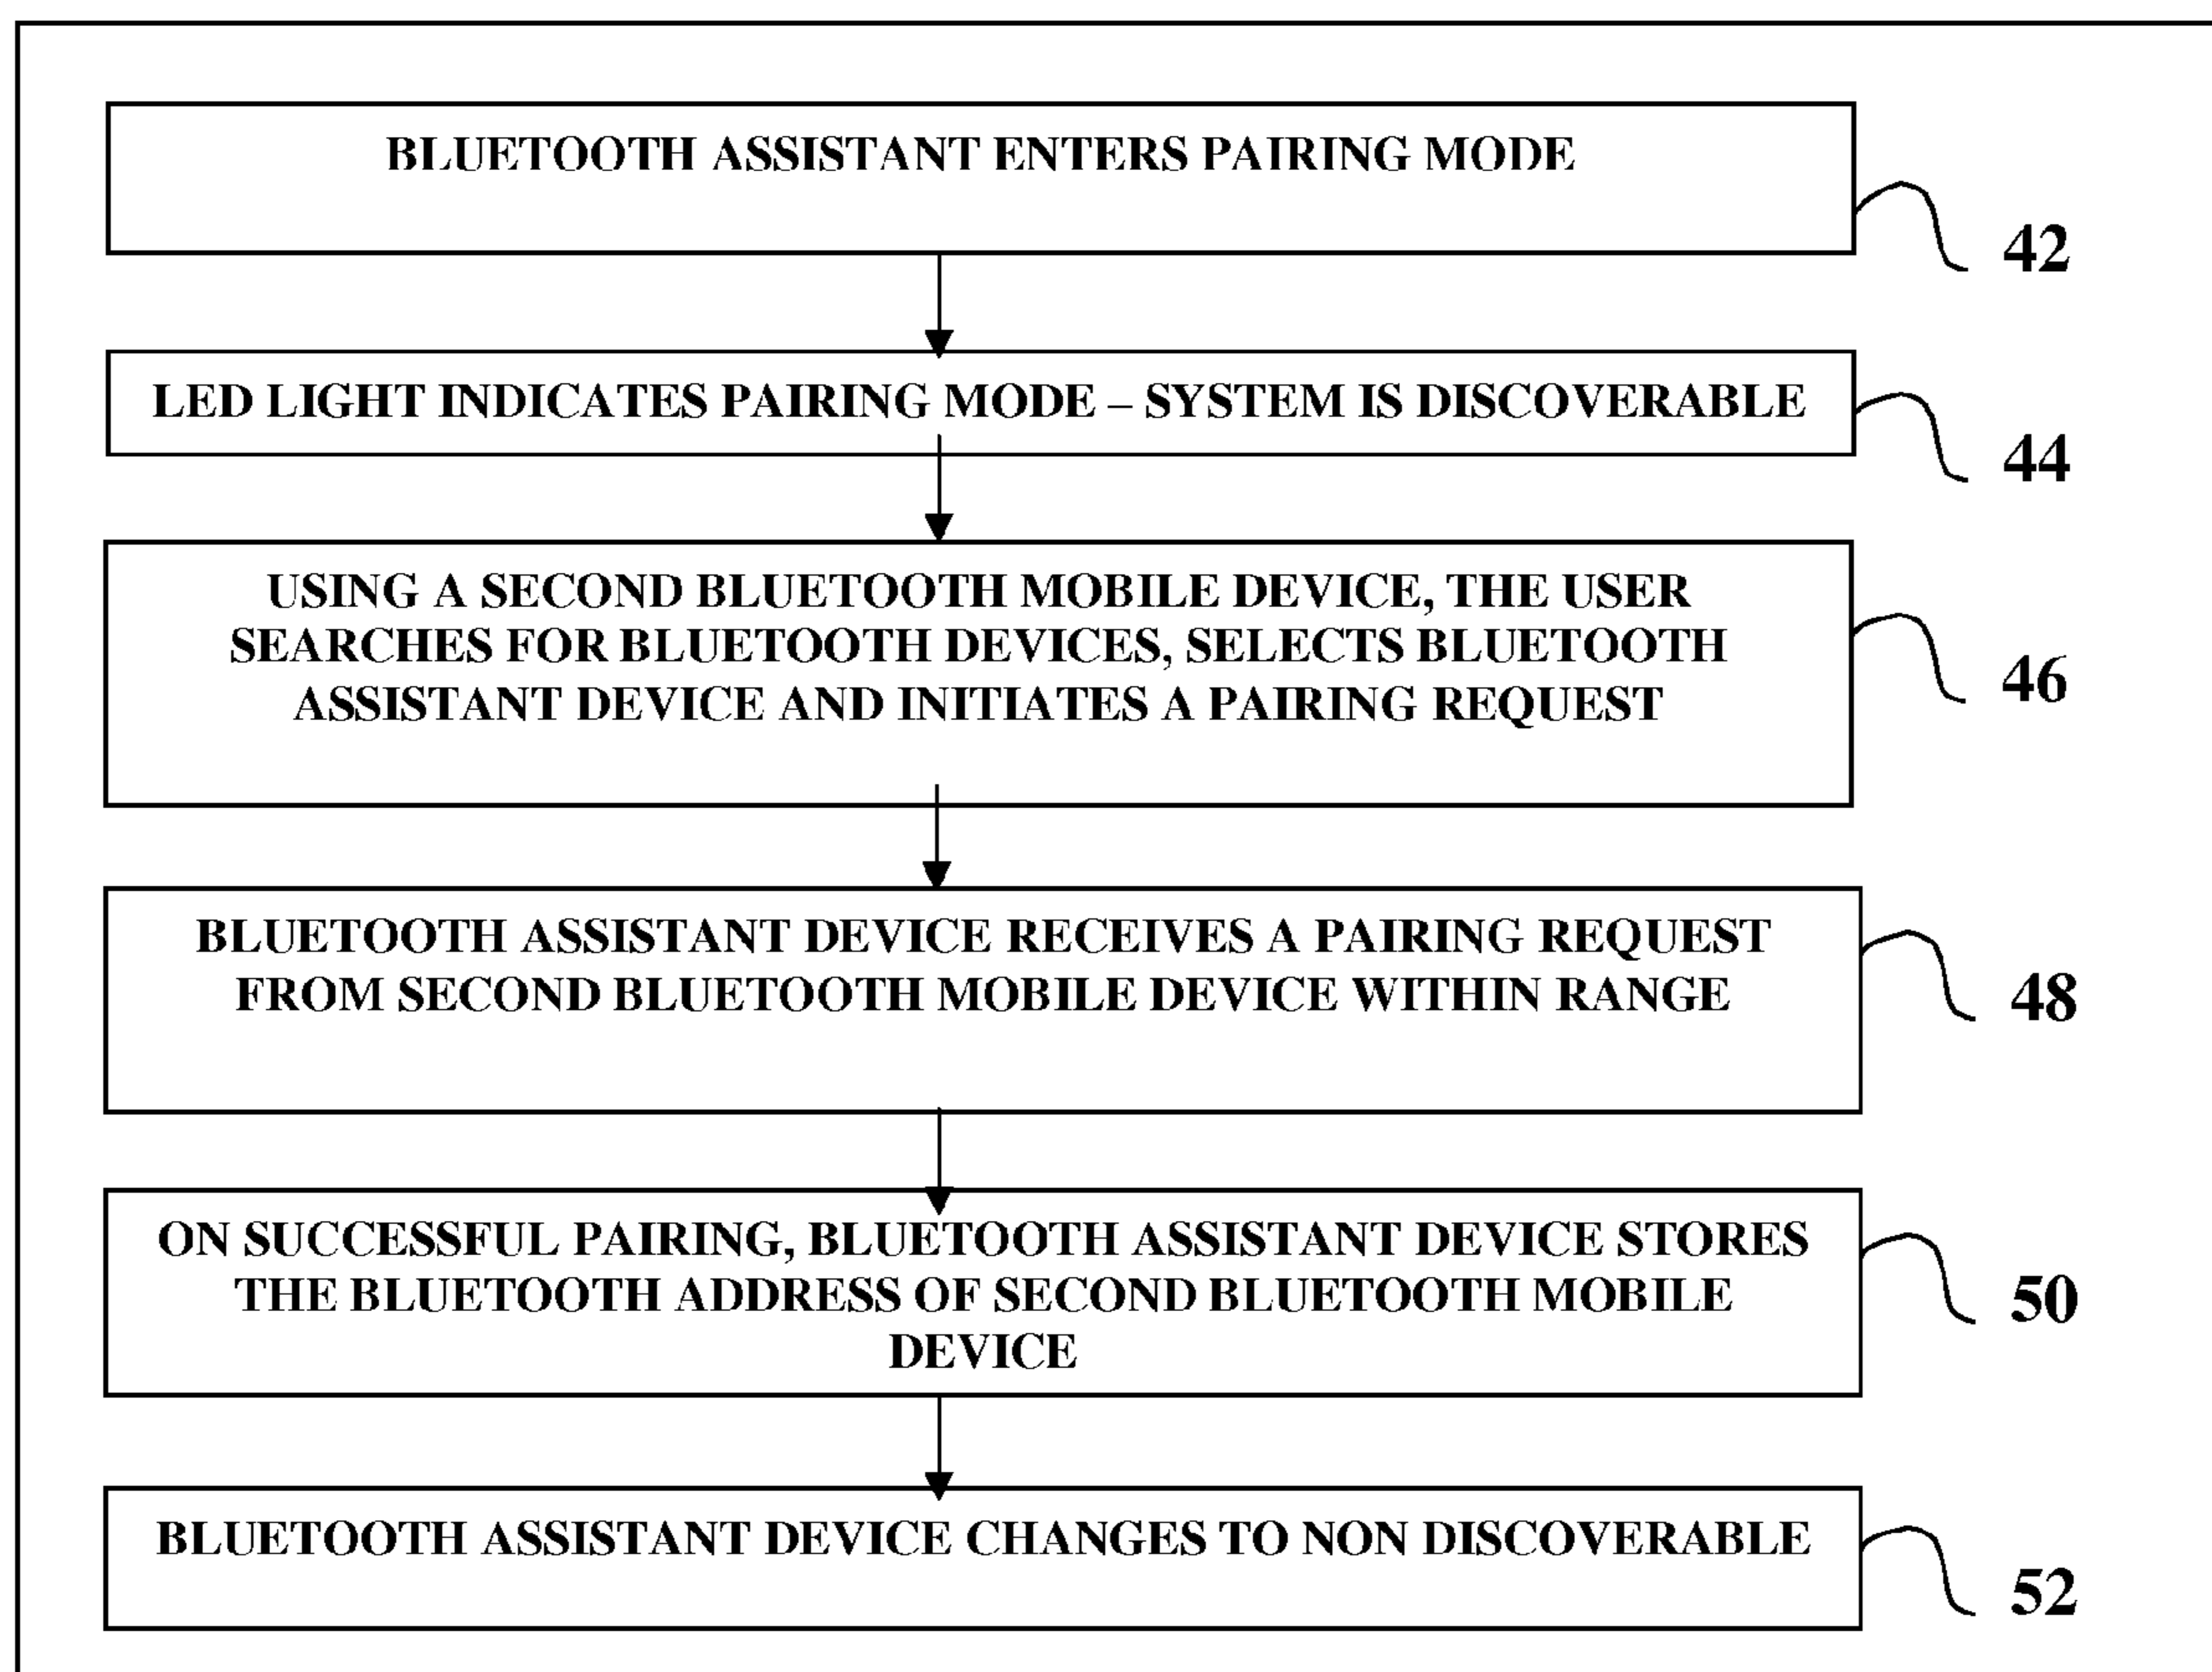 BLUETOOTH ASSISTANT ENTERS PAIRING MODE
42
LED LIGHT INDICATES PAIRING MODE – SYSTEM IS DISCOVERABLE
44
USING A SECOND BLUETOOTH MOBILE DEVICE, THE USER
SEARCHES FOR BLUETOOTH DEVICES, SELECTS BLUETOOTH
ASSISTANT DEVICE AND INITIATES A PAIRING REQUEST
46
BLUETOOTH ASSISTANT DEVICE RECEIVES A PAIRING REQUEST
FROM SECOND BLUETOOTH MOBILE DEVICE WITHIN RANGE
48
ON SUCCESSFUL PAIRING, BLUETOOTH ASSISTANT DEVICE STORES
THE BLUETOOTH ADDRESS OF SECOND BLUETOOTH MOBILE
DEVICE
50
BLUETOOTH ASSISTANT DEVICE CHANGES TO NON DISCOVERABLE
52